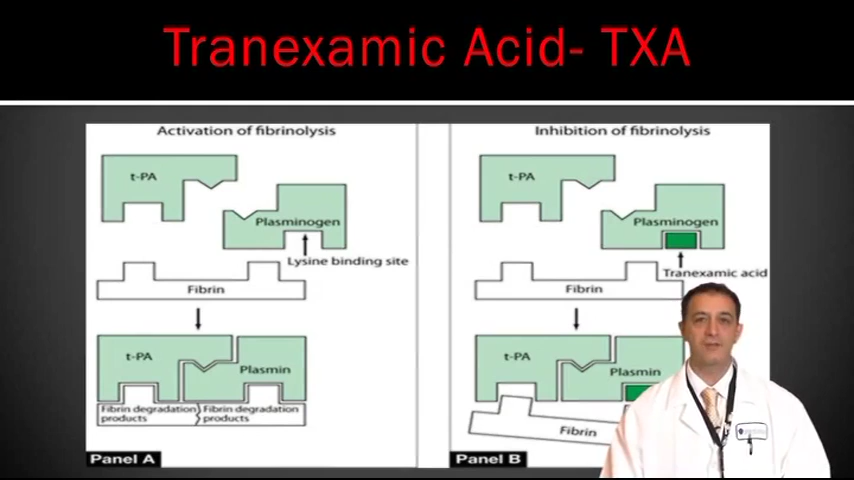 Tranexamic Acid- TXA
Activation of fibrinolysis
t-PA
Plasminogen
Lysine binding site
Fibrin
t-PA
Plasmin
Fibrin degradation
products
Fibrin degradation
products
Panel A
Inhibition of fibrinolysis
t-PA
Plasminogen
Tranexamic acid
Fibrin
t-PA
Plasmin
Fibrin
Panel B